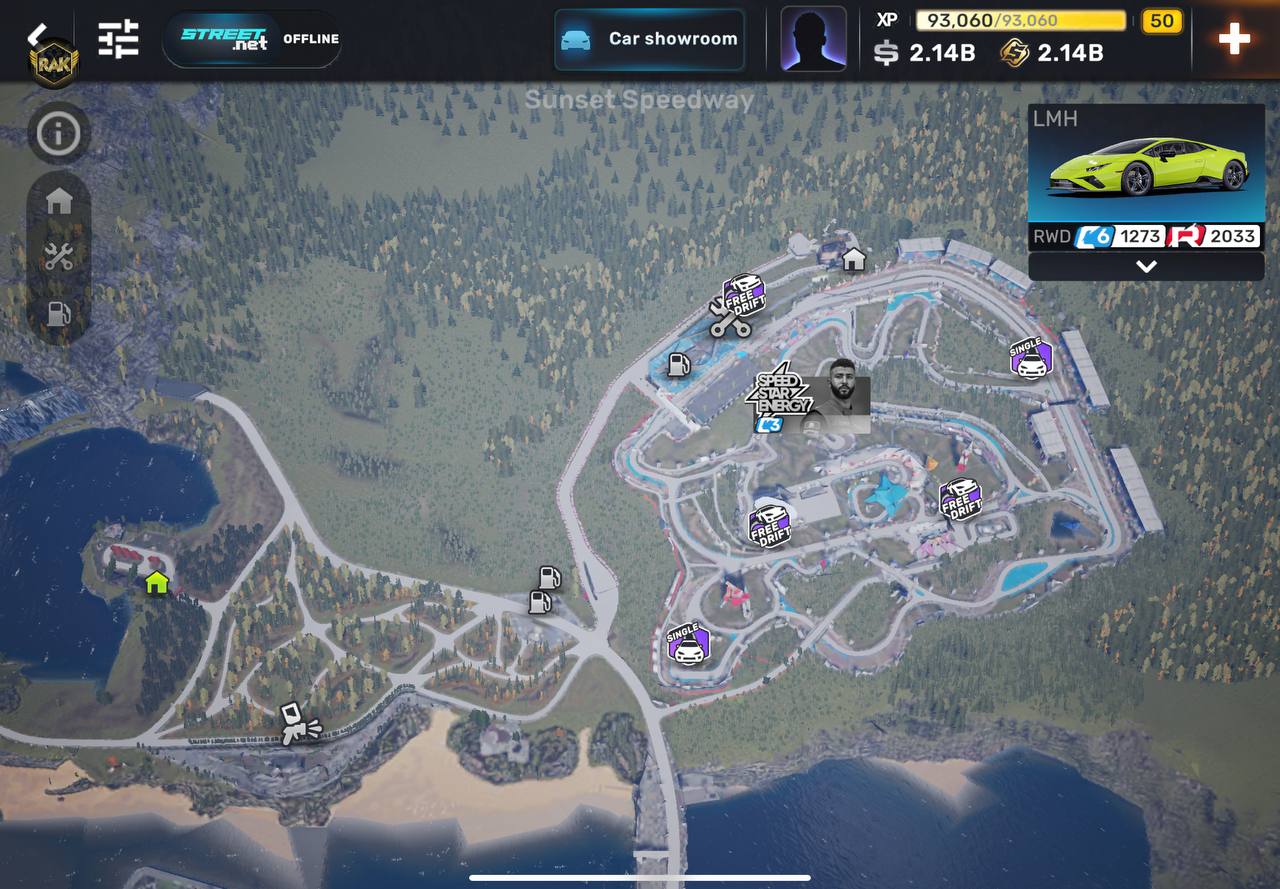 RAK
STREET
.net
OFFLINE
Car showroom
XP
93,060/93,060
50
$ 2.14B
2.14B
Sunset Speedway
LMH
RWD C6 1273 R 2033
FREE
DRIFT
SINGLE
SPEED
STAR
ENERGY
C3
FREE
DRIFT
FREE
DRIFT
SINGLE